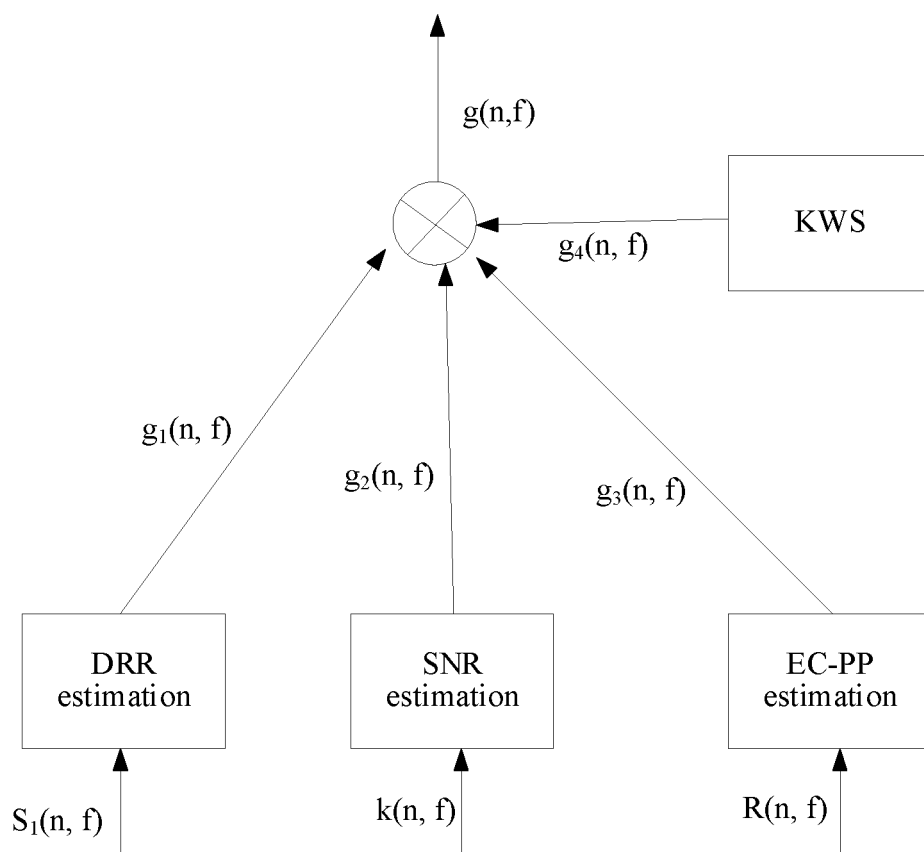 g(n,f)
KWS
g₄(n, f)
g₁(n, f)
g₂(n, f)
g₃(n, f)
DRR
estimation
SNR
estimation
EC-PP
estimation
S₁(n, f)
k(n, f)
R(n, f)